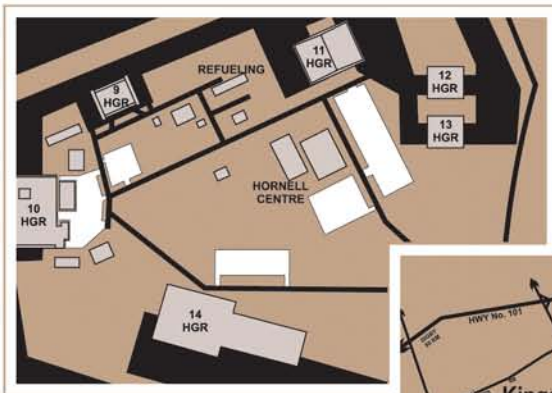 11
HGR
REFUELING
9
HGR
12
HGR
13
HGR
HORNELL
CENTRE
10
HGR
14
HGR
HWY No. 101